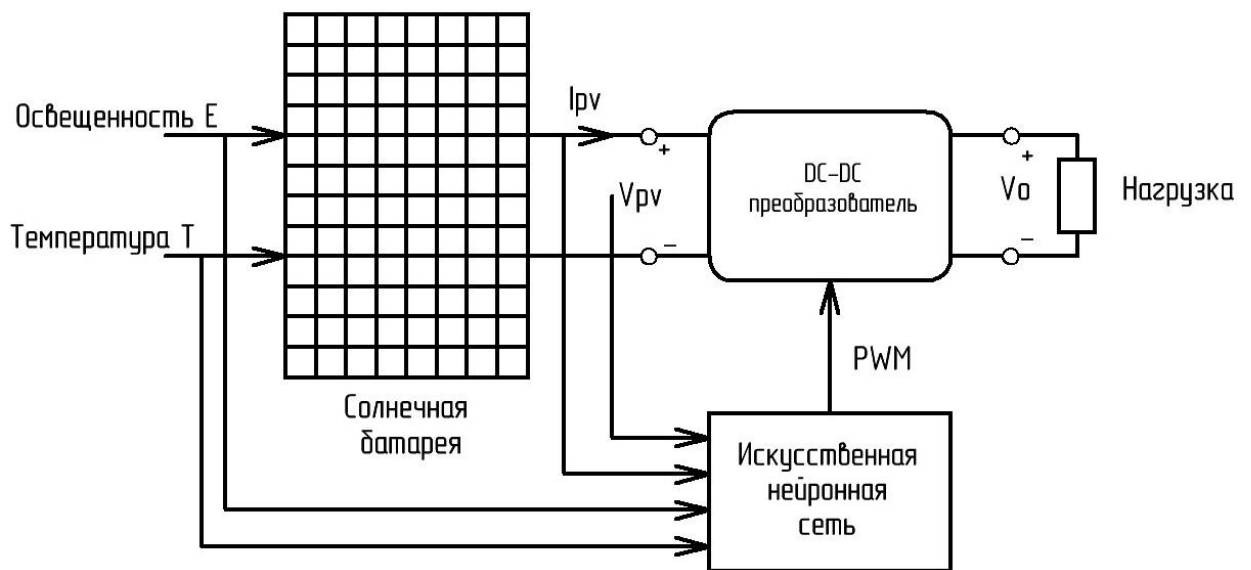 Освещенность E
Температура T
Солнечная
батарея
Ipv
+
Vpv
−
DC-DC
преобразователь
+
Vo
−
Нагрузка
PWM
Искусственная
нейронная
сеть